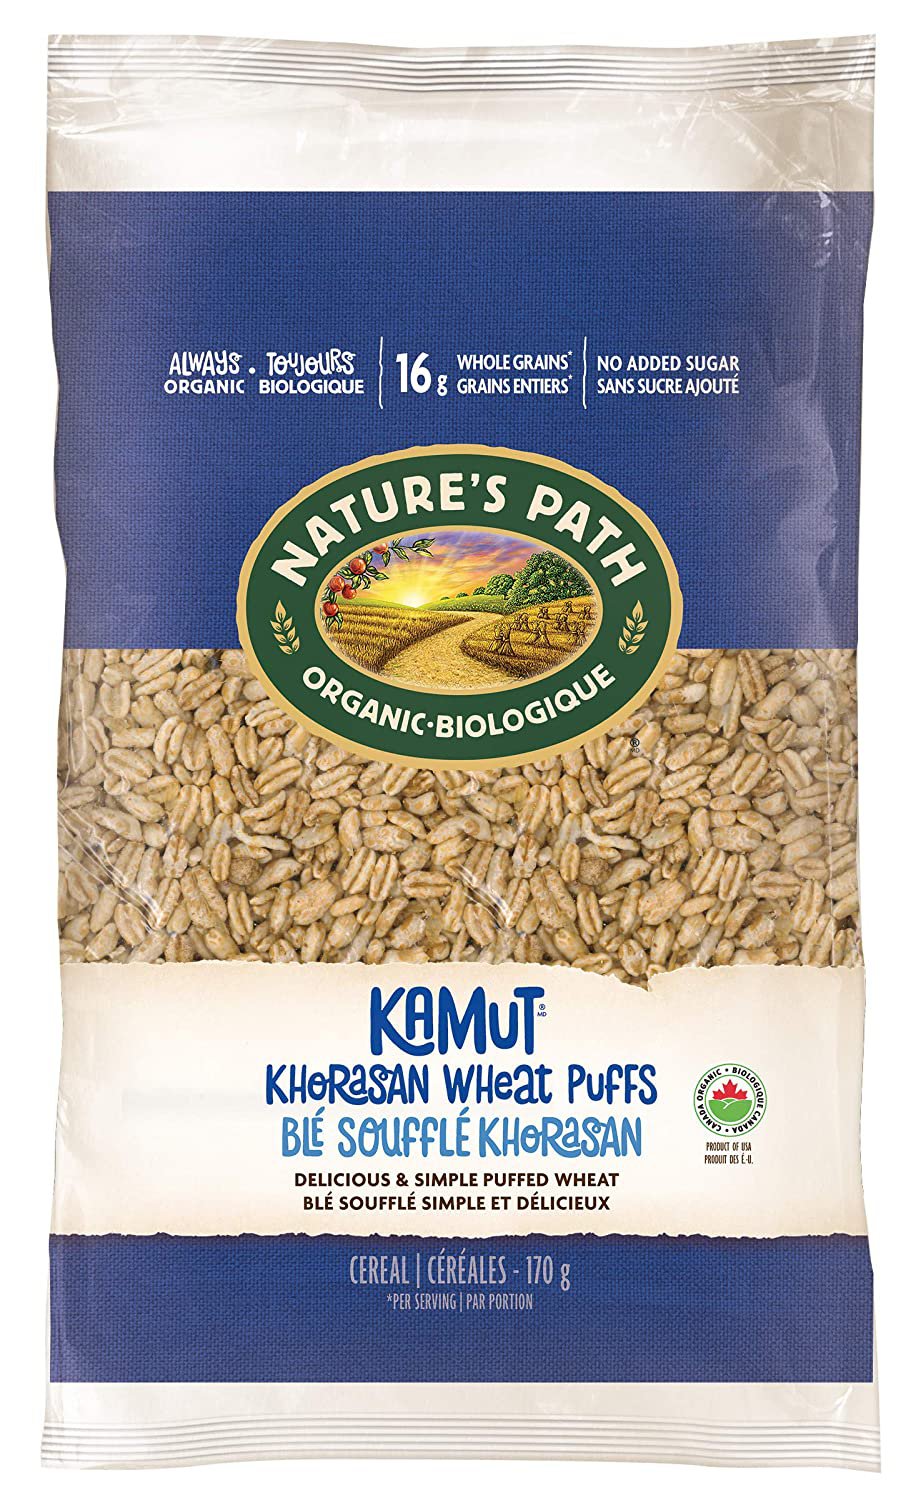 ALWAYS · TOUJOURS
ORGANIC BIOLOGIQUE
16 g WHOLE GRAINS*
GRAINS ENTIERS*
NO ADDED SUGAR
SANS SUCRE AJOUTÉ
NATURE'S PATH
ORGANIC·BIOLOGIQUE
® MD
KAMUT® MD
KHORASAN WHEAT PUFFS
BLÉ SOUFFLÉ KHORASAN
DELICIOUS & SIMPLE PUFFED WHEAT
BLÉ SOUFFLÉ SIMPLE ET DÉLICIEUX
CANADA ORGANIC · BIOLOGIQUE CANADA ·
PRODUCT OF USA
PRODUIT DES É.-U.
CEREAL | CÉRÉALES - 170 g
*PER SERVING | PAR PORTION